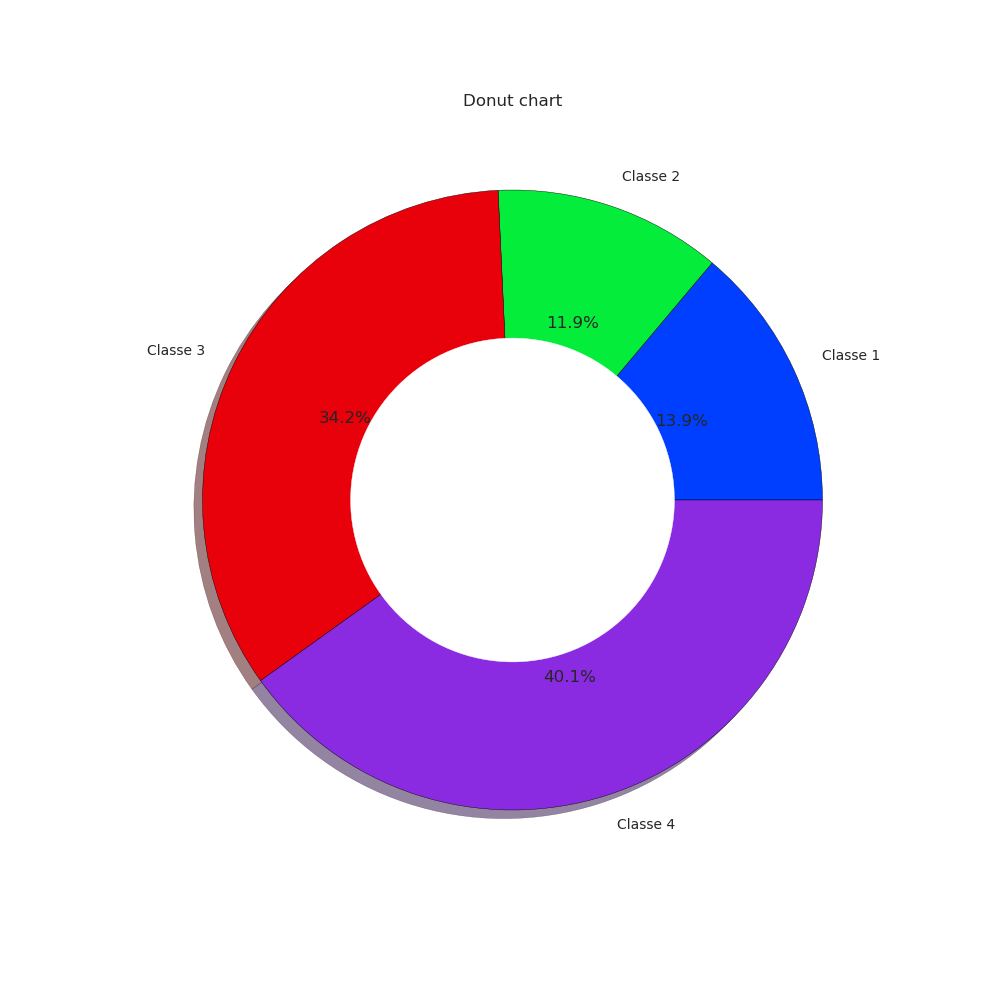 Donut chart
Classe 2
11.9%
Classe 3
Classe 1
34.2%
13.9%
40.1%
Classe 4